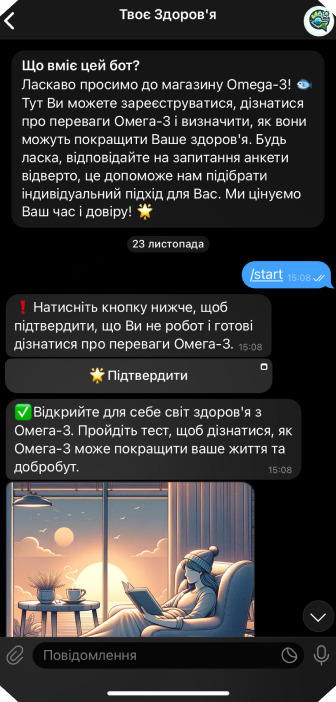 Твоє Здоров'я
Що вміє цей бот?
Ласкаво просимо до магазину Omega-3! 🐟
Тут Ви можете зареєструватися, дізнатися
про переваги Омега-3 і визначити, як вони
можуть покращити Ваше здоров'я. Будь
ласка, відповідайте на запитання анкети
відверто, це допоможе нам підібрати
індивідуальний підхід для Вас. Ми цінуємо
Ваш час і довіру! 🌟
23 листопада
/start 15:08
❗ Натисніть кнопку нижче, щоб
підтвердити, що Ви не робот і готові
дізнатися про переваги Омега-3. 15:08
🌟Підтвердити
✅Відкрийте для себе світ здоров'я з
Омега-3. Пройдіть тест, щоб дізнатися, як
Омега-3 може покращити ваше життя та
добробут. 15:08
Повідомлення